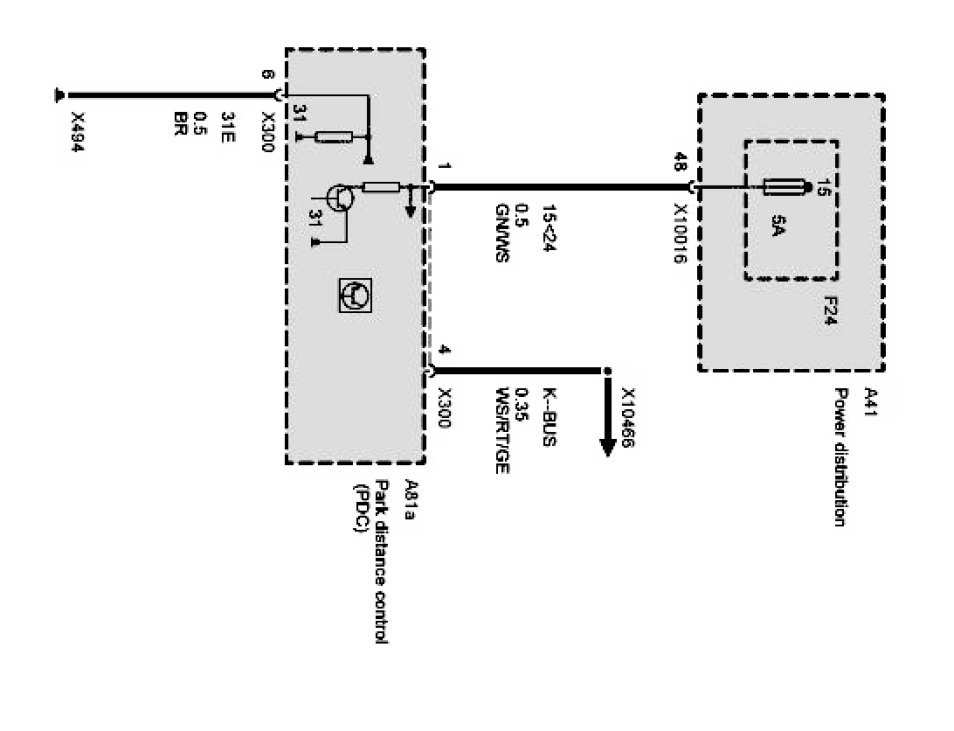 A41
Power distribution
F24
15
5A
48
X10016
15<24
0.5
GN/WS
X10466
K--BUS
0.35
WS/RT/GE
1
4
X300
A81a
Park distance control
(PDC)
31
31
6
X300
31E
0.5
BR
X494